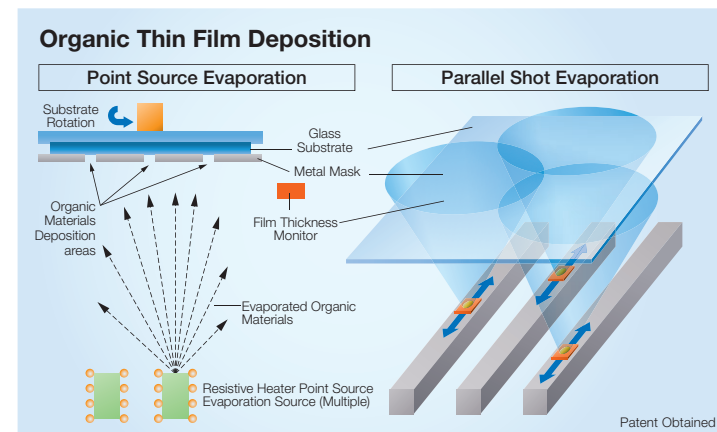 Organic Thin Film Deposition
Point Source Evaporation
Parallel Shot Evaporation
Substrate
Rotation
Glass
Substrate
Metal Mask
Organic
Materials
Deposition
areas
Film Thickness
Monitor
Evaporated Organic
Materials
Resistive Heater Point Source
Evaporation Source (Multiple)
Patent Obtained